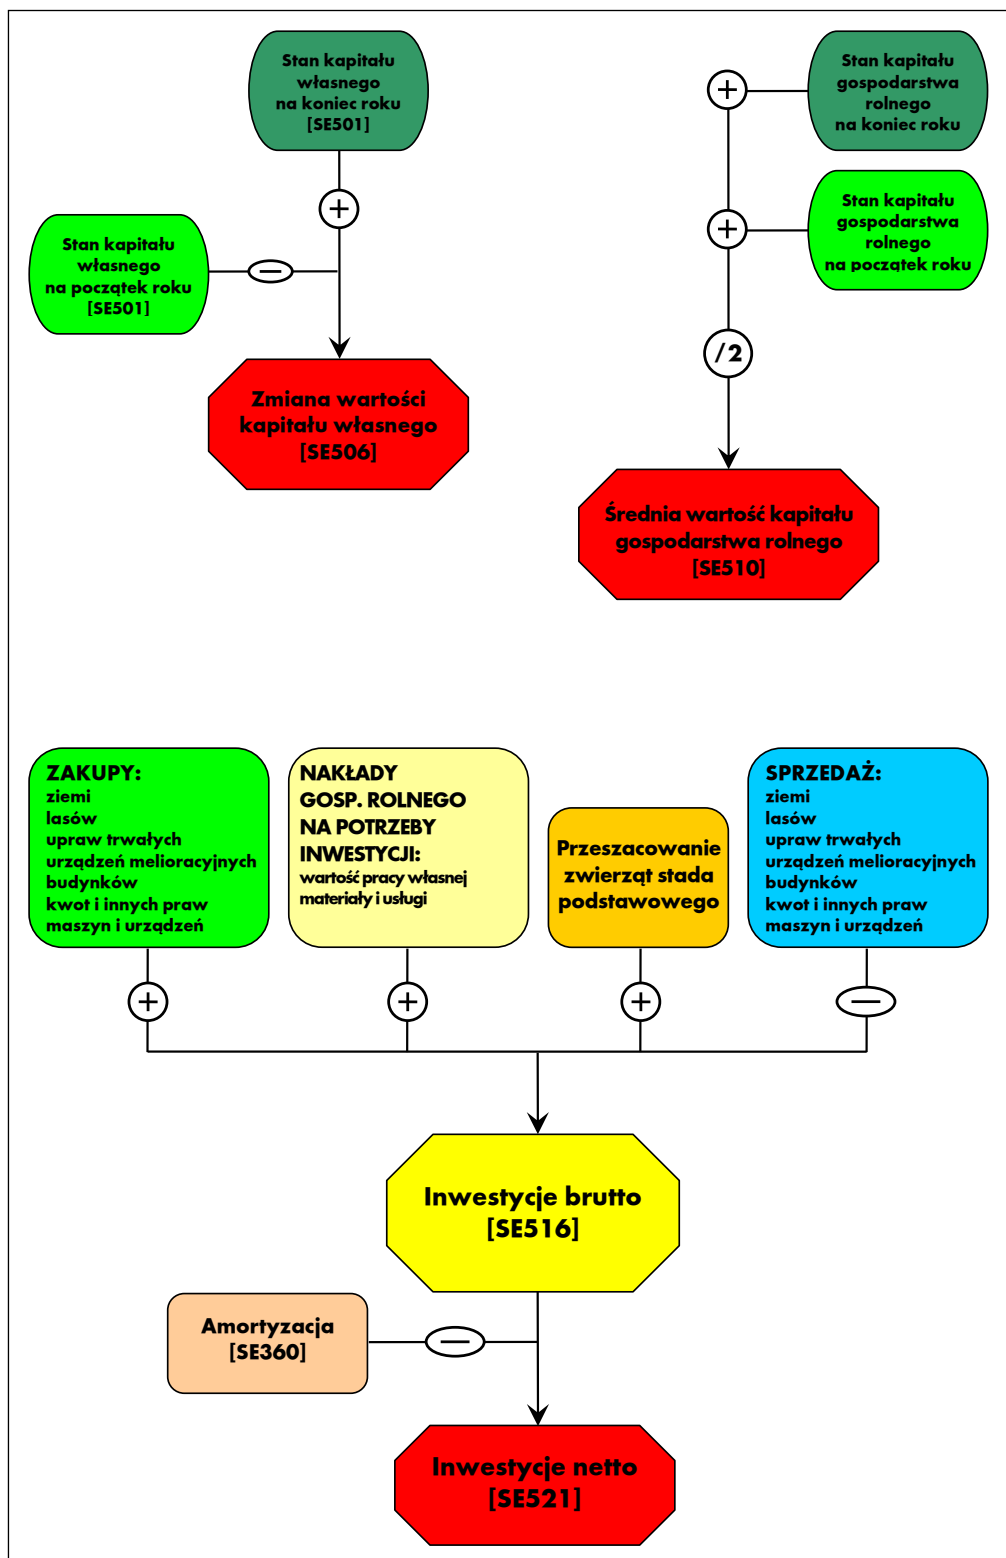 Stan kapitału
własnego
na koniec roku
[SE501]
+
Stan kapitału
własnego
na początek roku
[SE501]
−
Zmiana wartości
kapitału własnego
[SE506]
Stan kapitału
gospodarstwa
rolnego
na koniec roku
+
Stan kapitału
gospodarstwa
rolnego
na początek roku
+
/2
Średnia wartość kapitału
gospodarstwa rolnego
[SE510]
ZAKUPY:
ziemi
lasów
upraw trwałych
urządzeń melioracyjnych
budynków
kwot i innych praw
maszyn i urządzeń
NAKŁADY
GOSP. ROLNEGO
NA POTRZEBY
INWESTYCJI:
wartość pracy własnej
materiały i usługi
Przeszacowanie
zwierząt stada
podstawowego
SPRZEDAŻ:
ziemi
lasów
upraw trwałych
urządzeń melioracyjnych
budynków
kwot i innych praw
maszyn i urządzeń
+
+
+
−
Inwestycje brutto
[SE516]
Amortyzacja
[SE360]
−
Inwestycje netto
[SE521]